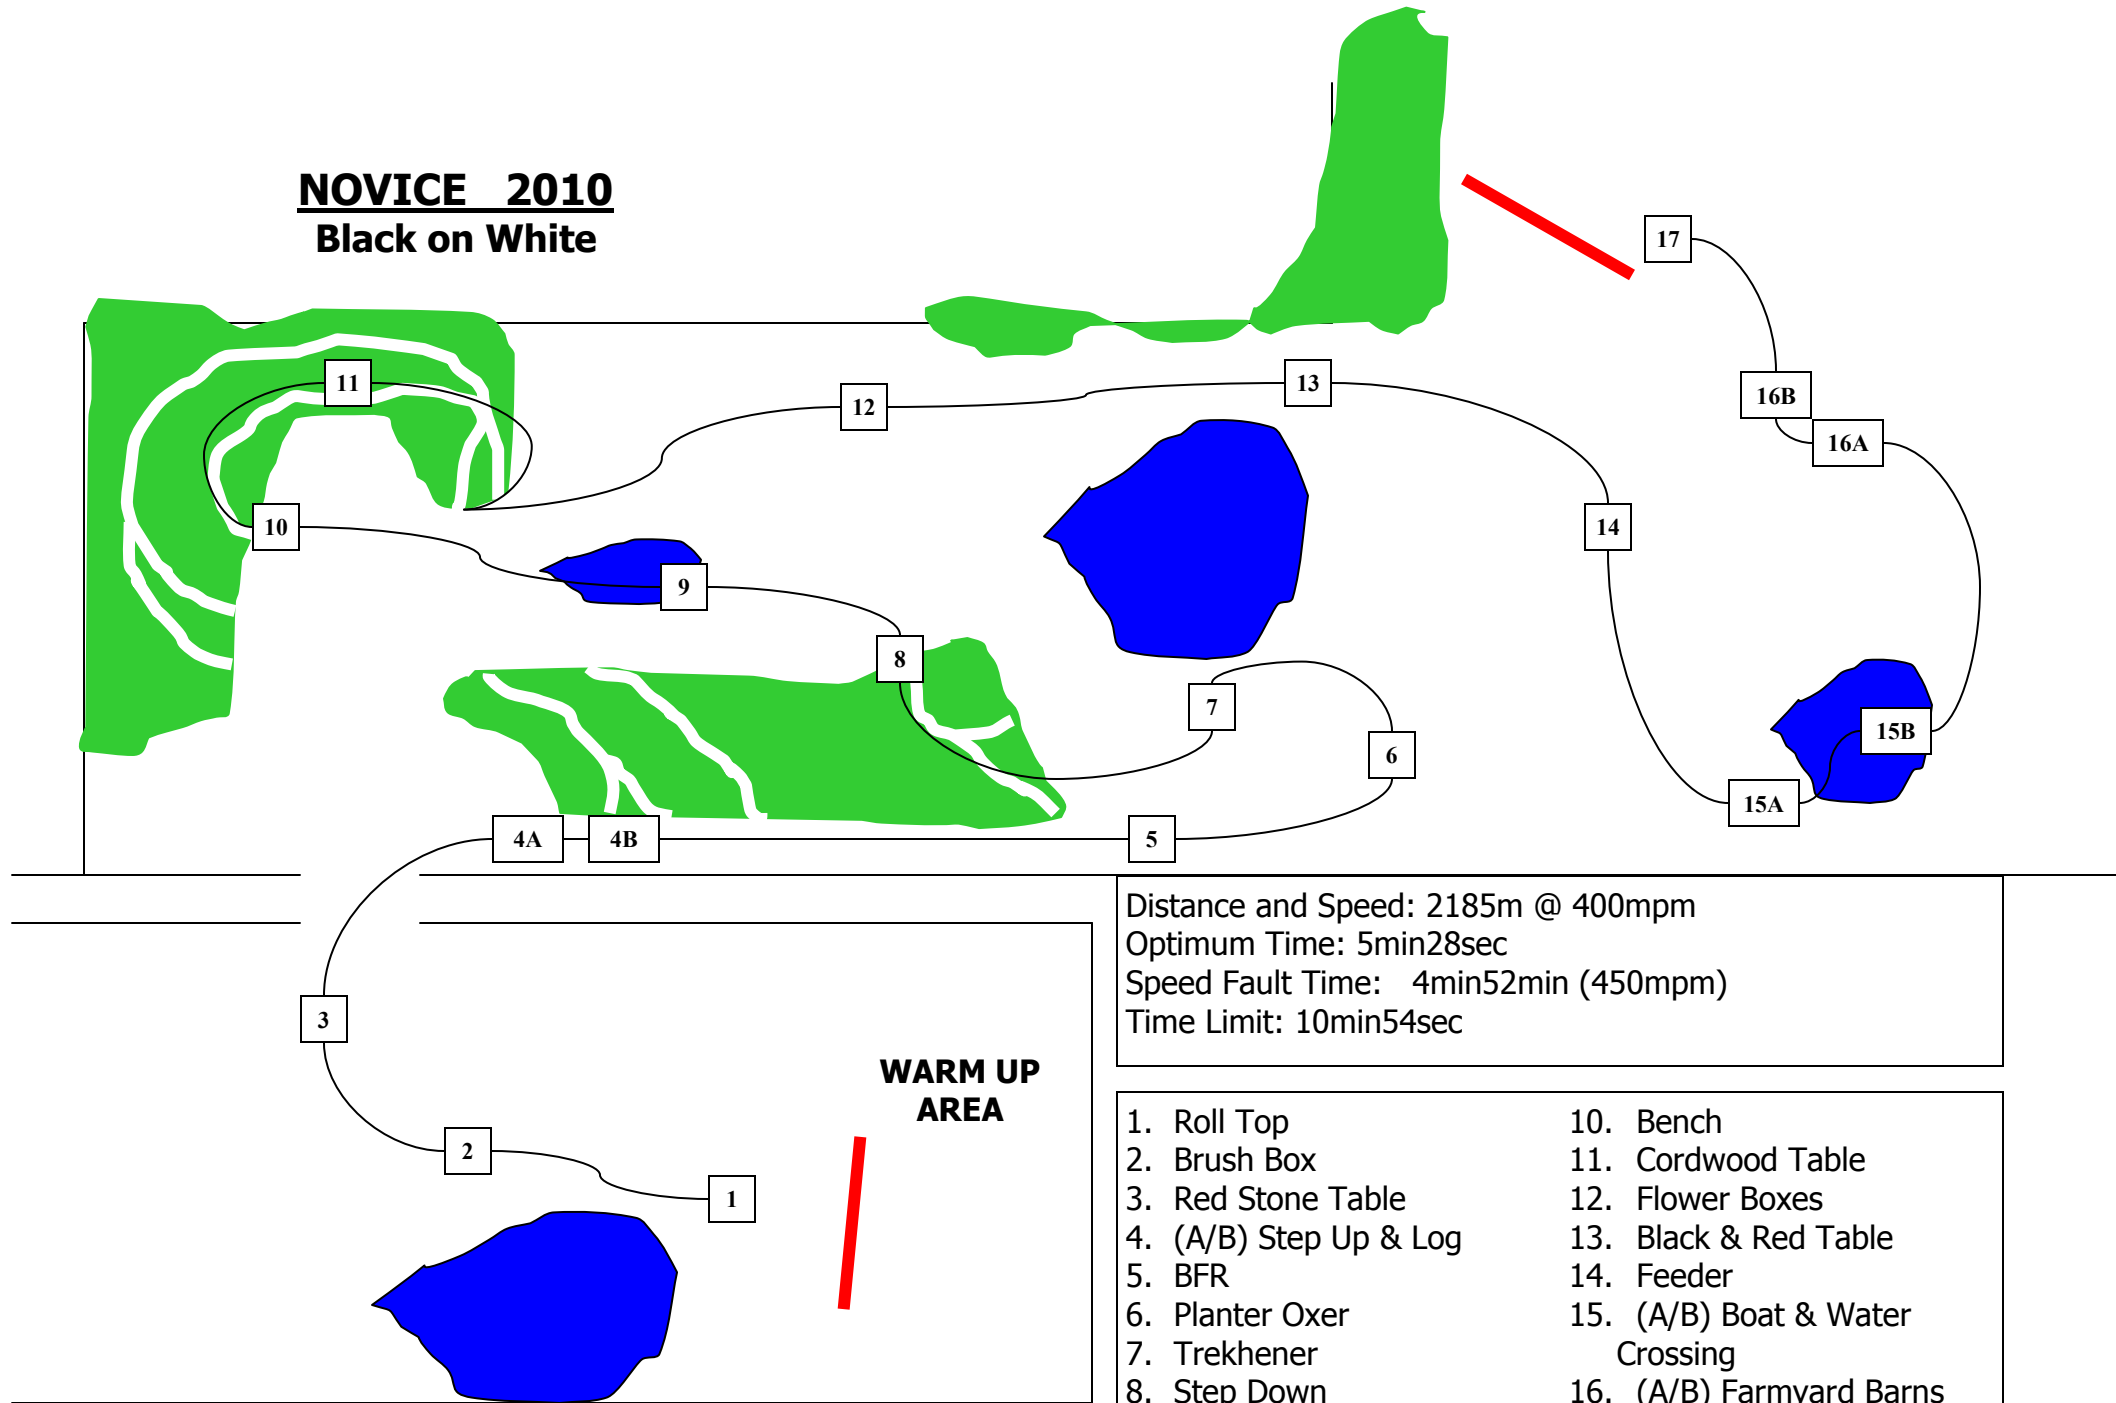 NOVICE 2010
Black on White
17
11
13
16B
12
16A
10
14
9
8
7
15B
6
15A
4A
4B
5
3
2
1
WARM UP
AREA
Distance and Speed: 2185m @ 400mpm
Optimum Time: 5min28sec
Speed Fault Time: 4min52min (450mpm)
Time Limit: 10min54sec
1. Roll Top
2. Brush Box
3. Red Stone Table
4. (A/B) Step Up & Log
5. BFR
6. Planter Oxer
7. Trekhener
8. Step Down
10. Bench
11. Cordwood Table
12. Flower Boxes
13. Black & Red Table
14. Feeder
15. (A/B) Boat & Water
Crossing
16. (A/B) Farmyard Barns